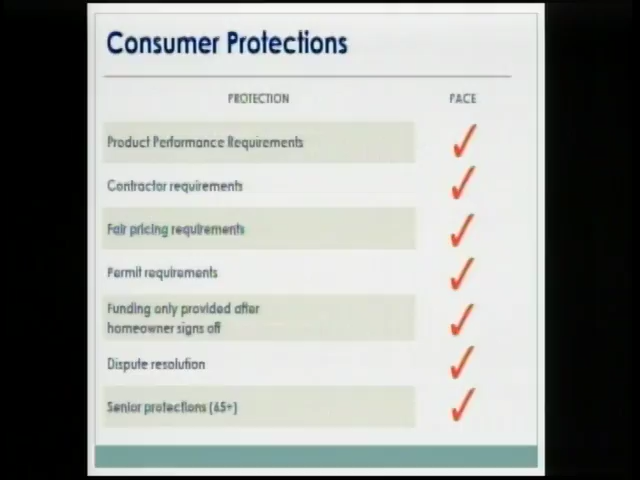 Consumer Protections
PROTECTION PACE
Product Performance Requirements
Contractor requirements
Fair pricing requirements
Permit requirements
Funding only provided after
homeowner signs off
Dispute resolution
Senior protections (65+)